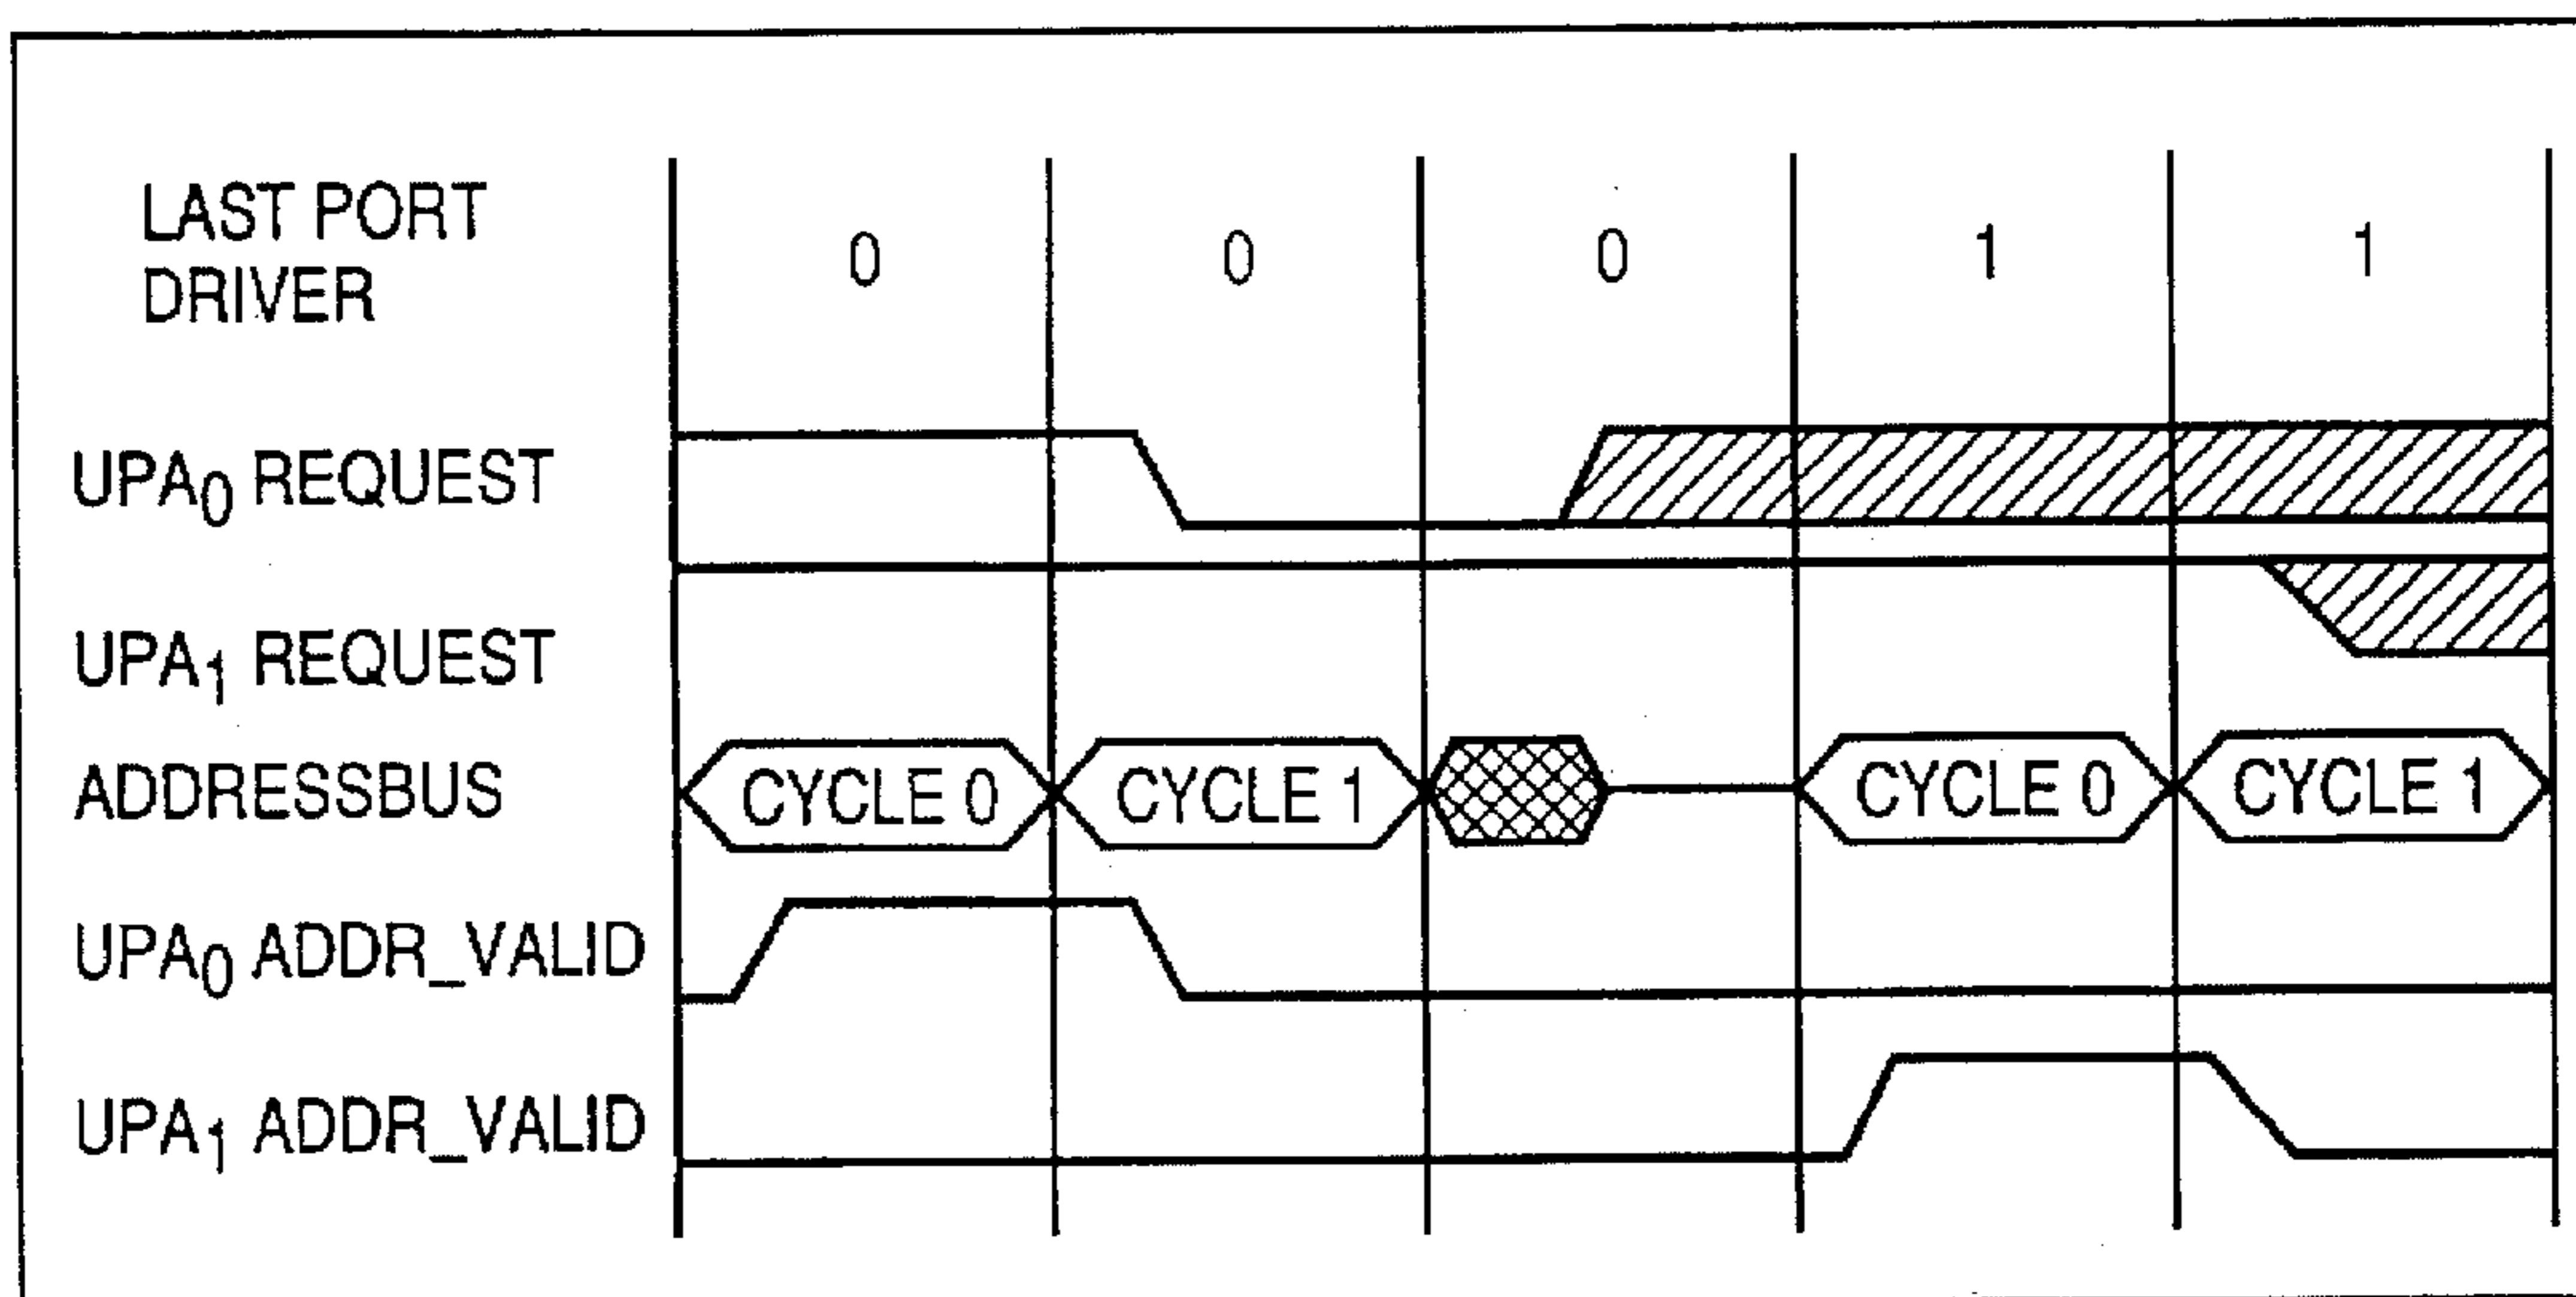 LAST PORT
DRIVER
0 0 0 1 1
UPA0 REQUEST
UPA1 REQUEST
ADDRESSBUS CYCLE 0 CYCLE 1 CYCLE 0 CYCLE 1
UPA0 ADDR_VALID
UPA1 ADDR_VALID